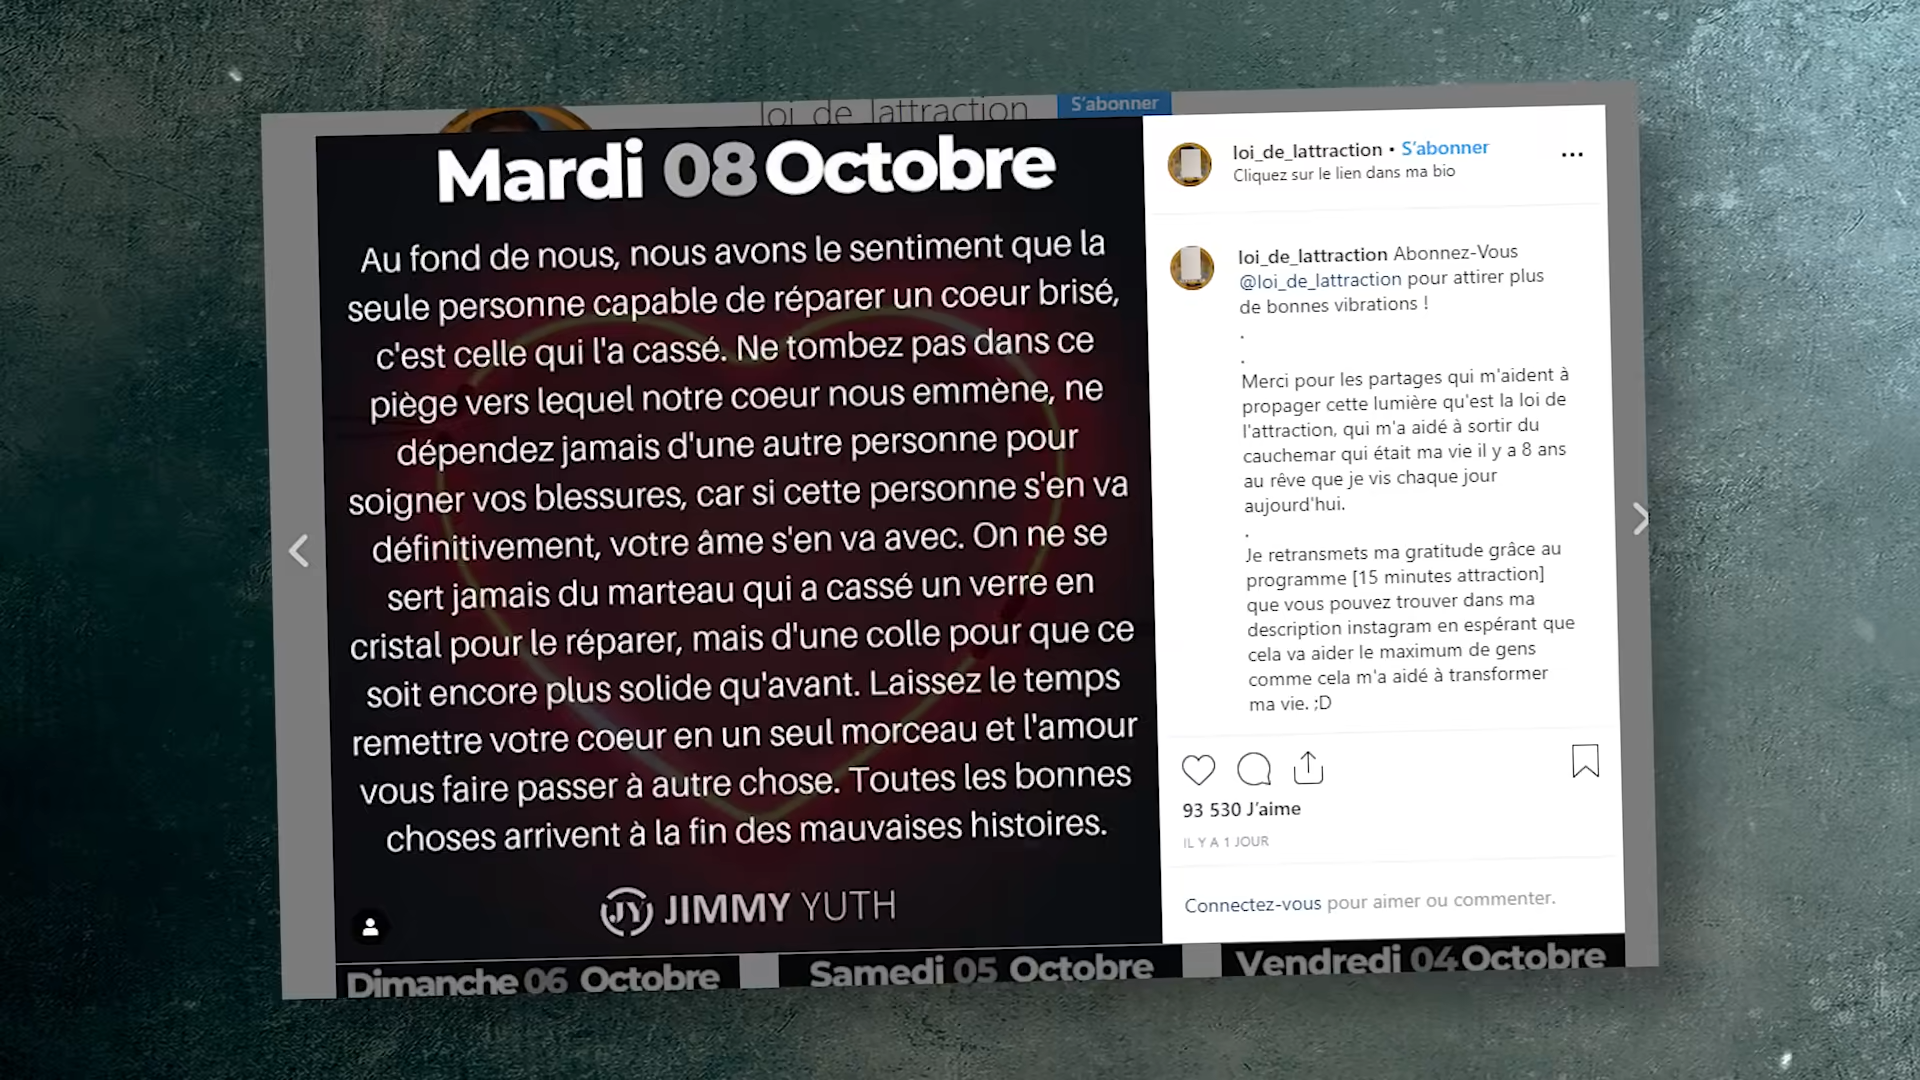 loi_de_lattraction
S'abonner
Mardi 08 Octobre
Au fond de nous, nous avons le sentiment que la
seule personne capable de réparer un coeur brisé,
c'est celle qui l'a cassé. Ne tombez pas dans ce
piège vers lequel notre coeur nous emmène, ne
dépendez jamais d'une autre personne pour
soigner vos blessures, car si cette personne s'en va
définitivement, votre âme s'en va avec. On ne se
sert jamais du marteau qui a cassé un verre en
cristal pour le réparer, mais d'une colle pour que ce
soit encore plus solide qu'avant. Laissez le temps
remettre votre coeur en un seul morceau et l'amour
vous faire passer à autre chose. Toutes les bonnes
choses arrivent à la fin des mauvaises histoires.
JY JIMMY YUTH
loi_de_lattraction • S'abonner
Cliquez sur le lien dans ma bio
loi_de_lattraction Abonnez-Vous
@loi_de_lattraction pour attirer plus
de bonnes vibrations !
.
.
Merci pour les partages qui m'aident à
propager cette lumière qu'est la loi de
l'attraction, qui m'a aidé à sortir du
cauchemar qui était ma vie il y a 8 ans
au rêve que je vis chaque jour
aujourd'hui.
.
Je retransmets ma gratitude grâce au
programme [15 minutes attraction]
que vous pouvez trouver dans ma
description instagram en espérant que
cela va aider le maximum de gens
comme cela m'a aidé à transformer
ma vie. ;D
93 530 J'aime
IL Y A 1 JOUR
Connectez-vous pour aimer ou commenter.
Dimanche 06 Octobre
Samedi 05 Octobre
Vendredi 04 Octobre